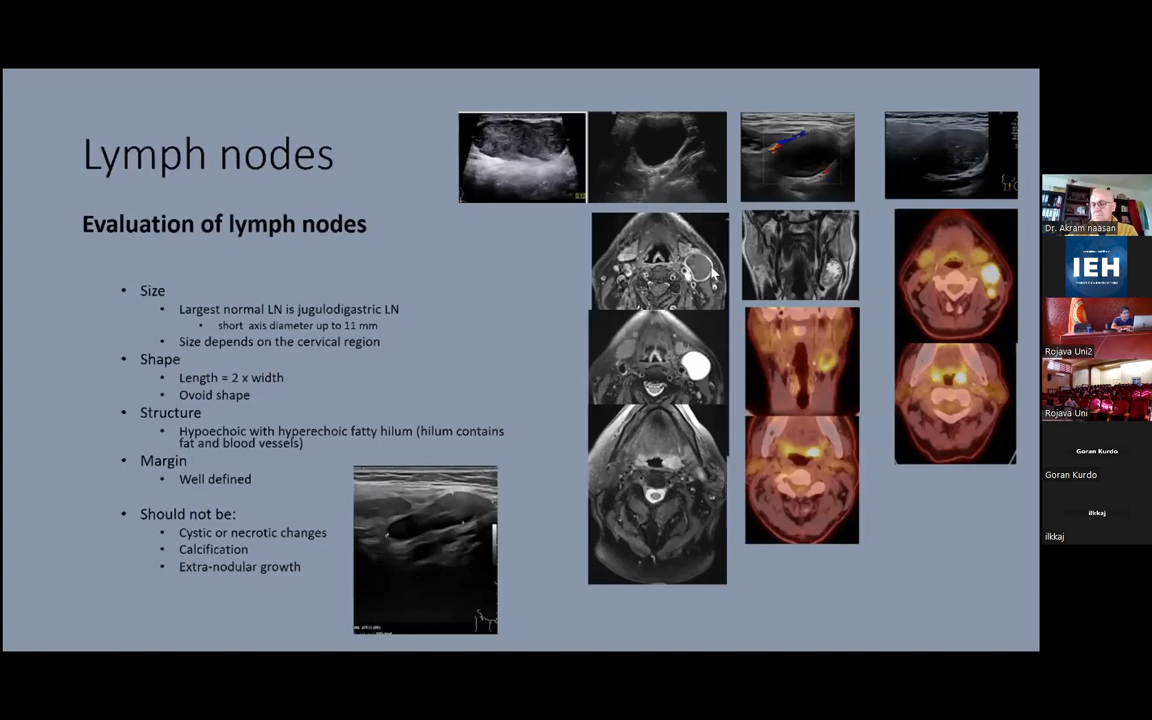 Lymph nodes
Evaluation of lymph nodes
• Size
• Largest normal LN is jugulodigastric LN
• short axis diameter up to 11 mm
• Size depends on the cervical region
• Shape
• Length = 2 x width
• Ovoid shape
• Structure
• Hypoechoic with hyperechoic fatty hilum (hilum contains
fat and blood vessels)
• Margin
• Well defined
• Should not be:
• Cystic or necrotic changes
• Calcification
• Extra-nodular growth
Dr. Akram naasan
IEH
Rojava Uni2
Rojava Uni
Goran Kurdo
Goran Kurdo
ilkkaj
ilkkaj